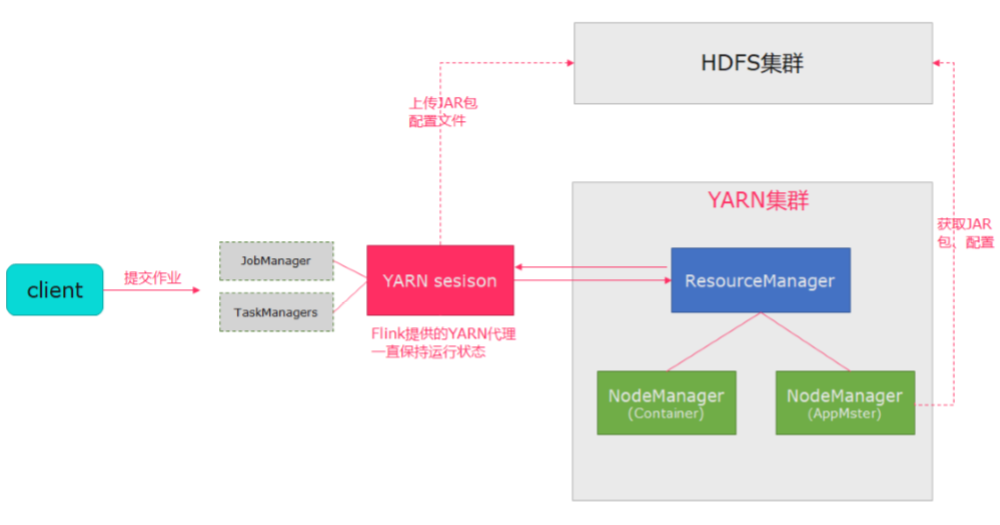 HDFS集群
上传JAR包
配置文件
YARN集群
获取JAR
包、配置
JobManager
client
提交作业
YARN sesison
ResourceManager
TaskManagers
Flink提供的YARN代理
一直保持运行状态
NodeManager
(Container)
NodeManager
(AppMster)